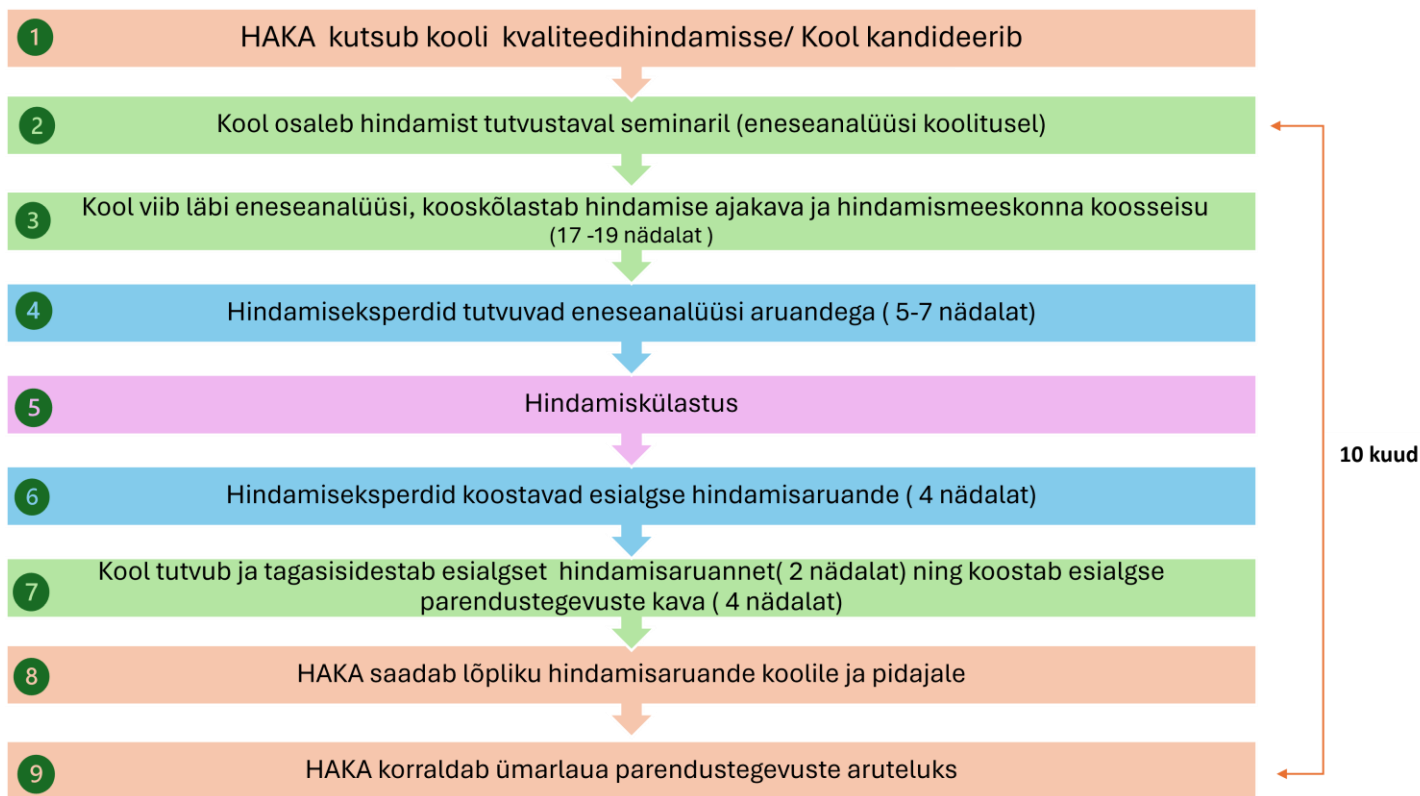 1
HAKA kutsub kooli kvaliteedihindamisse/ Kool kandideerib
2
Kool osaleb hindamist tutvustaval seminaril (eneseanalüüsi koolitusel)
3
Kool viib läbi eneseanalüüsi, kooskõlastab hindamise ajakava ja hindamismeeskonna koosseisu
(17 -19 nädalat )
4
Hindamiseksperdid tutvuvad eneseanalüüsi aruandega ( 5-7 nädalat)
5
Hindamiskülastus
10 kuud
6
Hindamiseksperdid koostavad esialgse hindamisaruande ( 4 nädalat)
7
Kool tutvub ja tagasisidestab esialgset hindamisaruannet( 2 nädalat) ning koostab esialgse
parendustegevuste kava ( 4 nädalat)
8
HAKA saadab lõpliku hindamisaruande koolile ja pidajale
9
HAKA korraldab ümarlaua parendustegevuste aruteluks